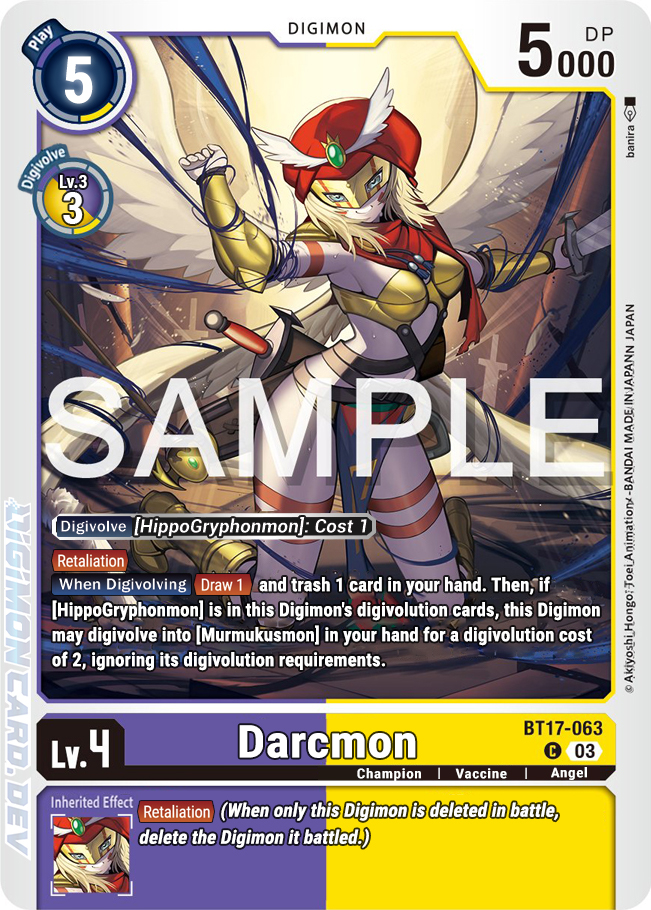 DIGIMON
Play
5
DP
5000
Digivolve
Lv.3
3
banira
SAMPLE
Digivolve [HippoGryphonmon]: Cost 1
Retaliation
When Digivolving Draw 1 and trash 1 card in your hand. Then, if
[HippoGryphonmon] is in this Digimon's digivolution cards, this Digimon
may digivolve into [Murmukusmon] in your hand for a digivolution cost
of 2, ignoring its digivolution requirements.
© Akiyoshi Hongo, Toei Animation -BANDAI MADE IN JAPANN JAPAN
DIGIMONCARD.DEV
Lv.4
Darcmon
BT17-063
C 03
Champion | Vaccine | Angel
Inherited Effect
Retaliation (When only this Digimon is deleted in battle,
delete the Digimon it battled.)